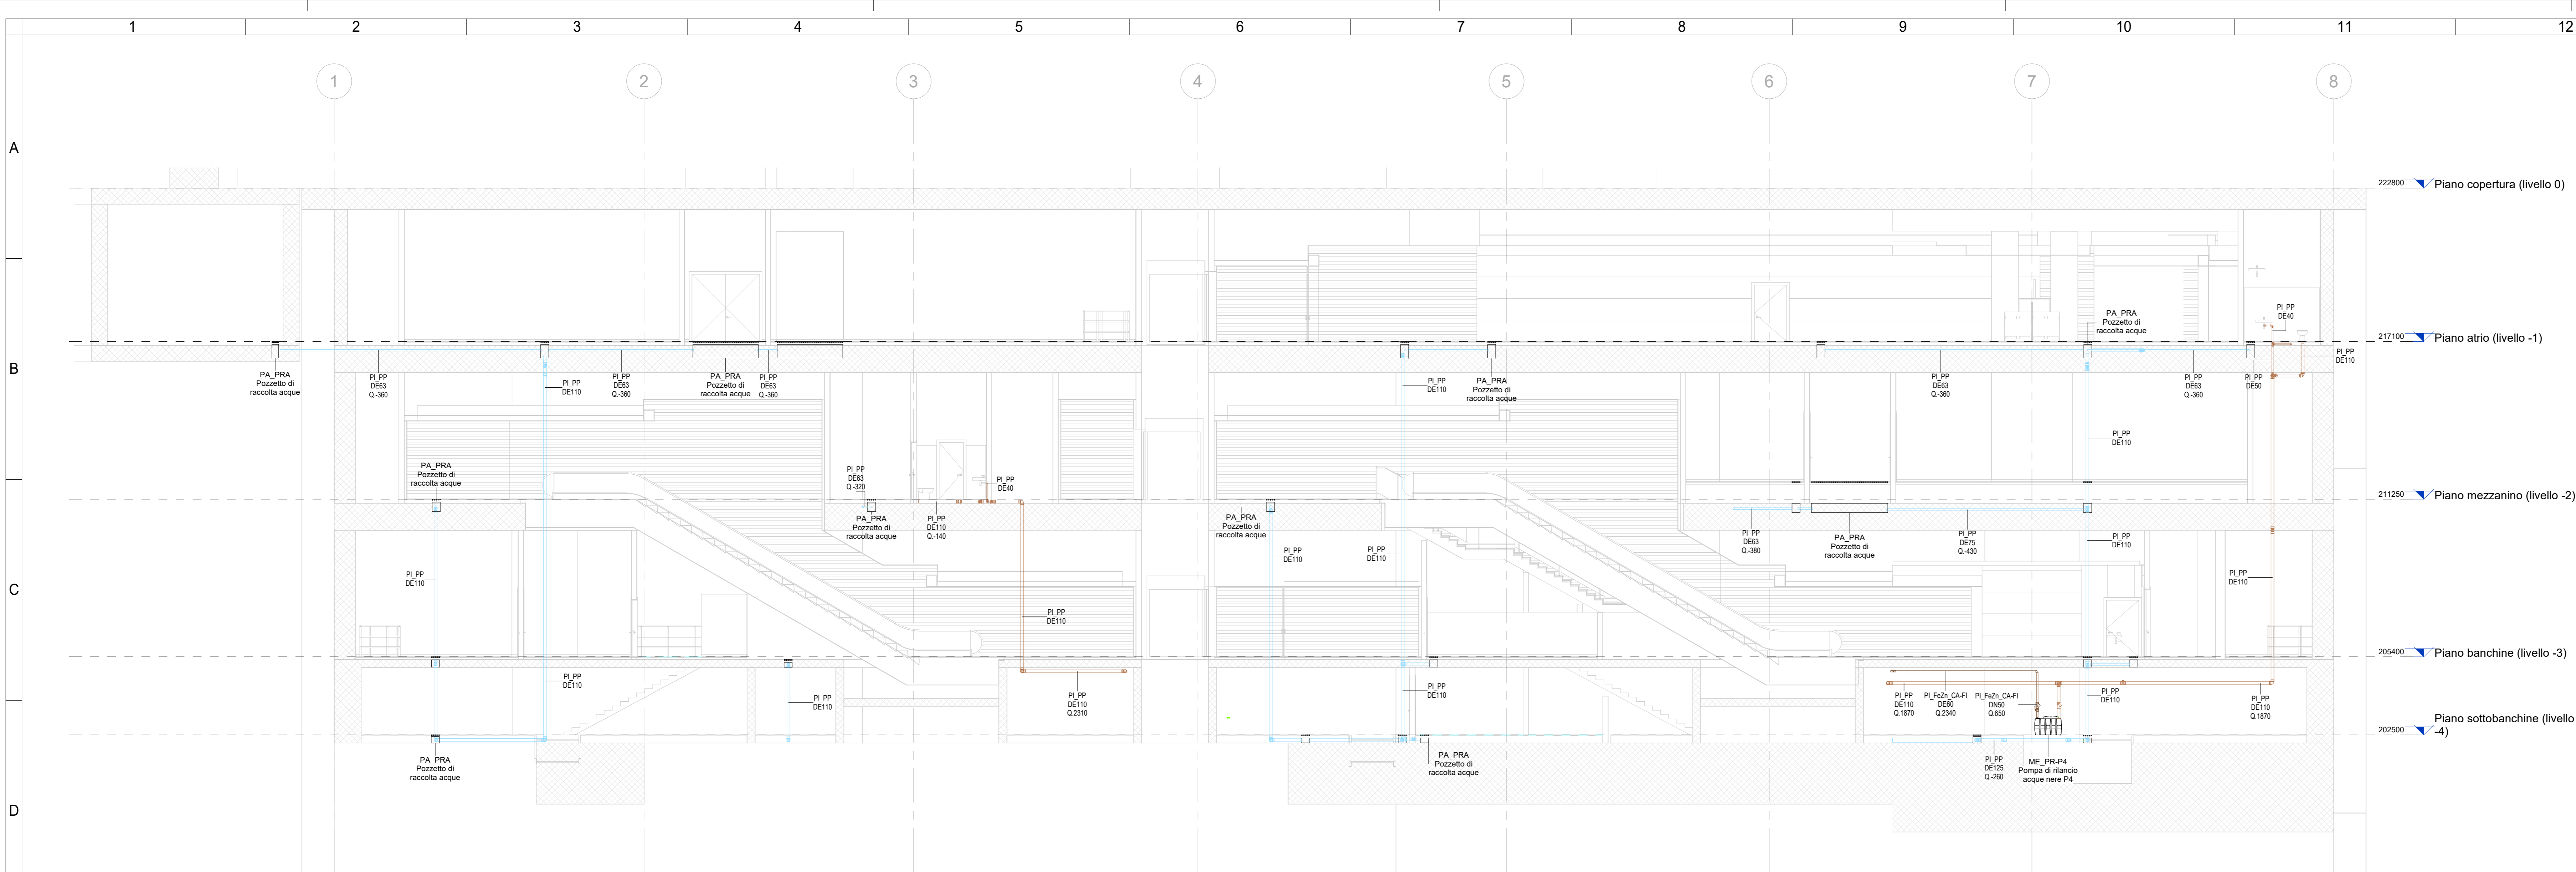 1 2 3 4 5 6 7 8 9 10 11 12
1 2 3 4 5 6 7 8
A
222800 Piano copertura (livello 0)
PI_PP
DE40
PA_PRA
Pozzetto di
raccolta acque
217100 Piano atrio (livello -1)
B
PA_PRA
Pozzetto di
raccolta acque
PI_PP
DE63
Q.-360
PI_PP
DE110
PI_PP
DE63
Q.-360
PA_PRA
Pozzetto di
raccolta acque
PI_PP
DE63
Q.-360
PI_PP
DE110
PA_PRA
Pozzetto di
raccolta acque
PI_PP
DE63
Q.-360
PI_PP
DE63
Q.-360
PI_PP
DE50
PI_PP
DE110
PI_PP
DE110
PA_PRA
Pozzetto di
raccolta acque
PI_PP
DE63
Q.-320
PI_PP
DE40
211250 Piano mezzanino (livello -2)
PA_PRA
Pozzetto di
raccolta acque
PI_PP
DE110
Q.-140
PA_PRA
Pozzetto di
raccolta acque
PI_PP
DE63
Q.-380
PA_PRA
Pozzetto di
raccolta acque
PI_PP
DE75
Q.-430
PI_PP
DE110
C
PI_PP
DE110
PI_PP
DE110
PI_PP
DE110
PI_PP
DE110
PI_PP
DE110
205400 Piano banchine (livello -3)
PI_PP
DE110
PI_PP
DE110
PI_PP
DE110
Q.2310
PI_PP
DE110
PI_PP
DE110
Q.1870
PI_FeZn_CA-FI
DE60
Q.2340
PI_FeZn_CA-FI
DN50
Q.650
PI_PP
DE110
PI_PP
DE110
Q.1870
202500 Piano sottobanchine (livello
-4)
PA_PRA
Pozzetto di
raccolta acque
PA_PRA
Pozzetto di
raccolta acque
PI_PP
DE125
Q.-260
ME_PR-P4
Pompa di rilancio
acque nere P4
D